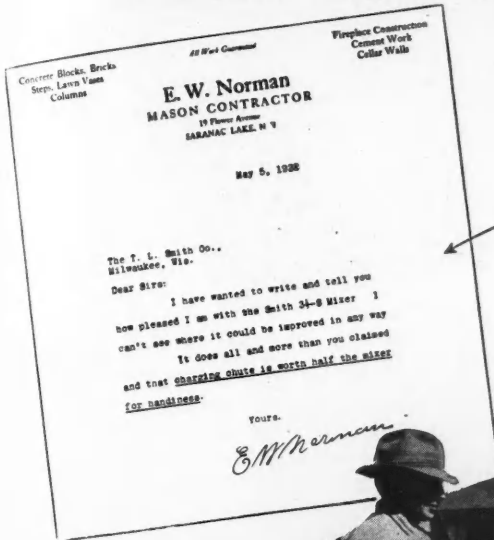 All Work Guaranteed
Concrete Blocks, Bricks
Steps, Lawn Vases
Columns
Fireplace Construction
Cement Work
Cellar Walls
E. W. Norman
MASON CONTRACTOR
19 Flower Avenue
SARANAC LAKE, N Y
May 5, 1932
The T. L. Smith Co.,
Milwaukee, Wis.
Dear Sirs:
I have wanted to write and tell you
how pleased I am with the Smith 3½-S Mixer I
can't see where it could be improved in any way
It does all and more than you claimed
and that charging chute is worth half the mixer
for handiness.
Yours.
E W Norman